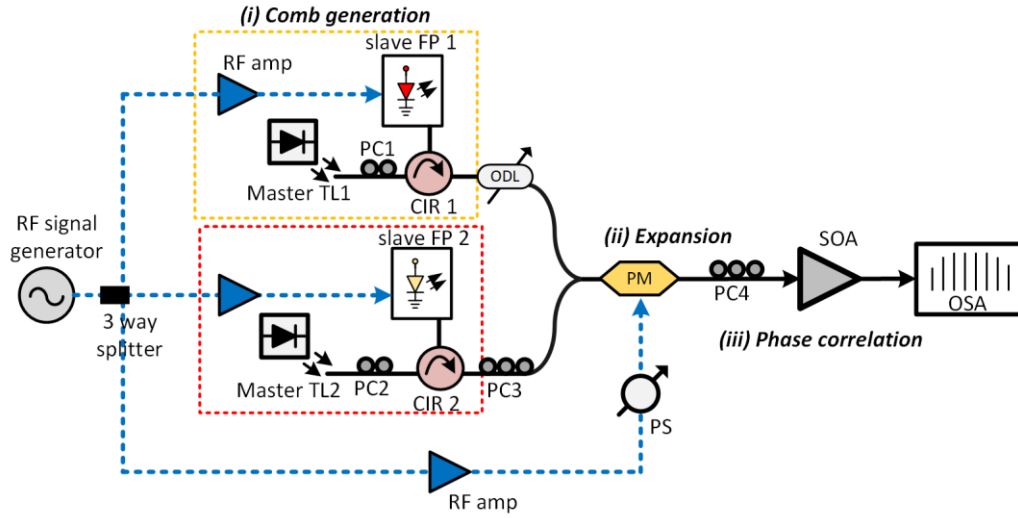 (i) Comb generation
slave FP 1
RF amp
PC1
Master TL1
CIR 1
ODL
RF signal
generator
3 way
splitter
slave FP 2
Master TL2
PC2
CIR 2
PC3
(ii) Expansion
PM
PC4
SOA
OSA
(iii) Phase correlation
PS
RF amp